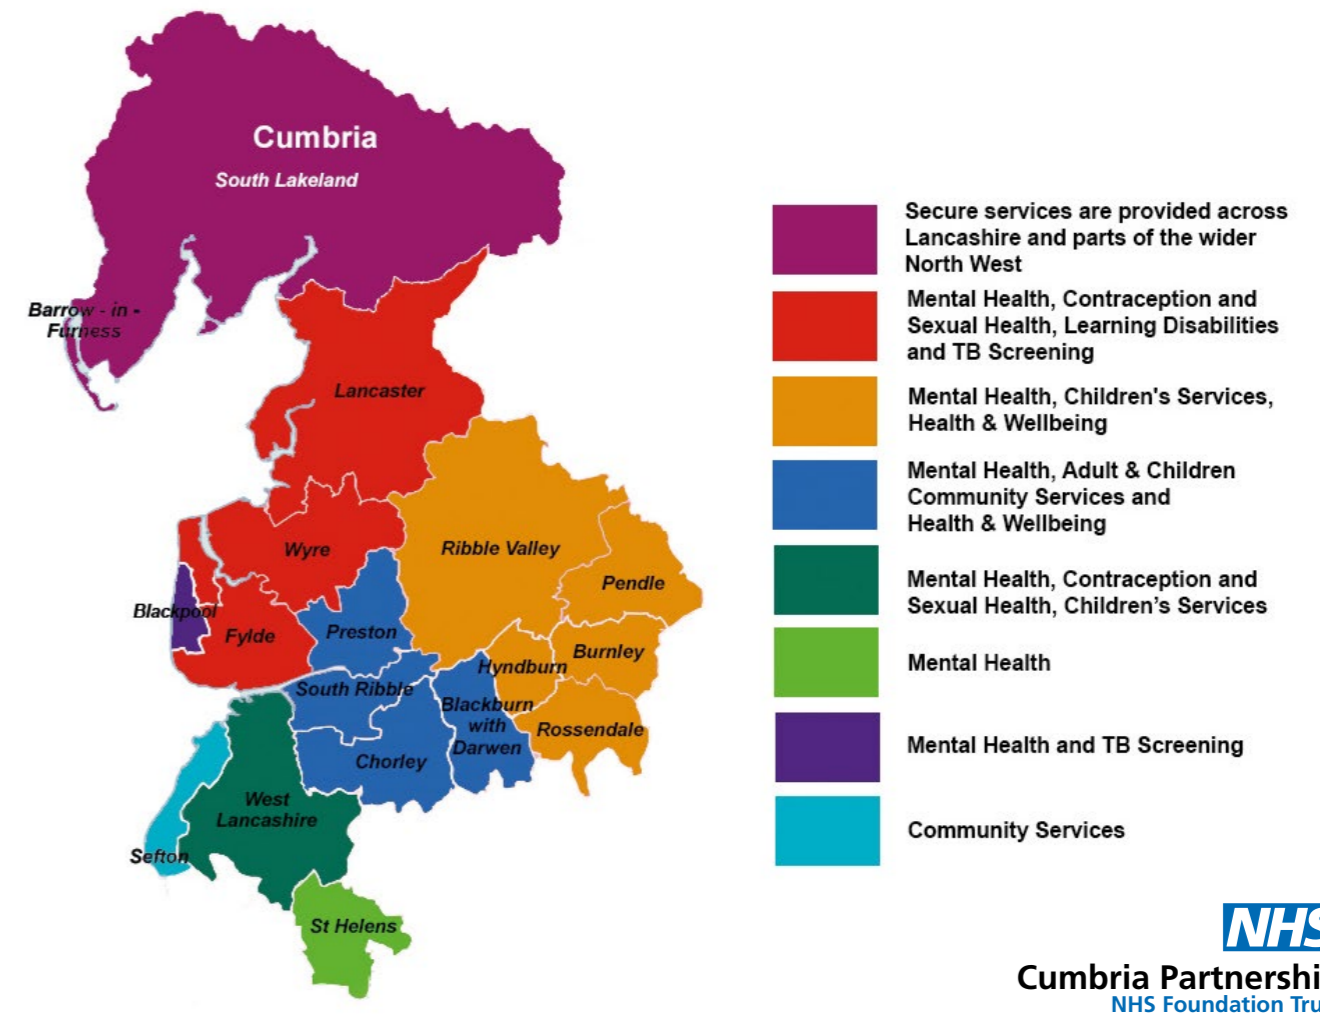 Cumbria
South Lakeland
Barrow - in -
Furness
Lancaster
Wyre
Ribble Valley
Pendle
Blackpool
Fylde
Preston
Burnley
Hyndburn
South Ribble
Blackburn
with
Darwen
Rossendale
Chorley
West
Lancashire
Sefton
St Helens
Secure services are provided across
Lancashire and parts of the wider
North West
Mental Health, Contraception and
Sexual Health, Learning Disabilities
and TB Screening
Mental Health, Children's Services,
Health & Wellbeing
Mental Health, Adult & Children
Community Services and
Health & Wellbeing
Mental Health, Contraception and
Sexual Health, Children’s Services
Mental Health
Mental Health and TB Screening
Community Services
NHS
Cumbria Partnershi
NHS Foundation Tru